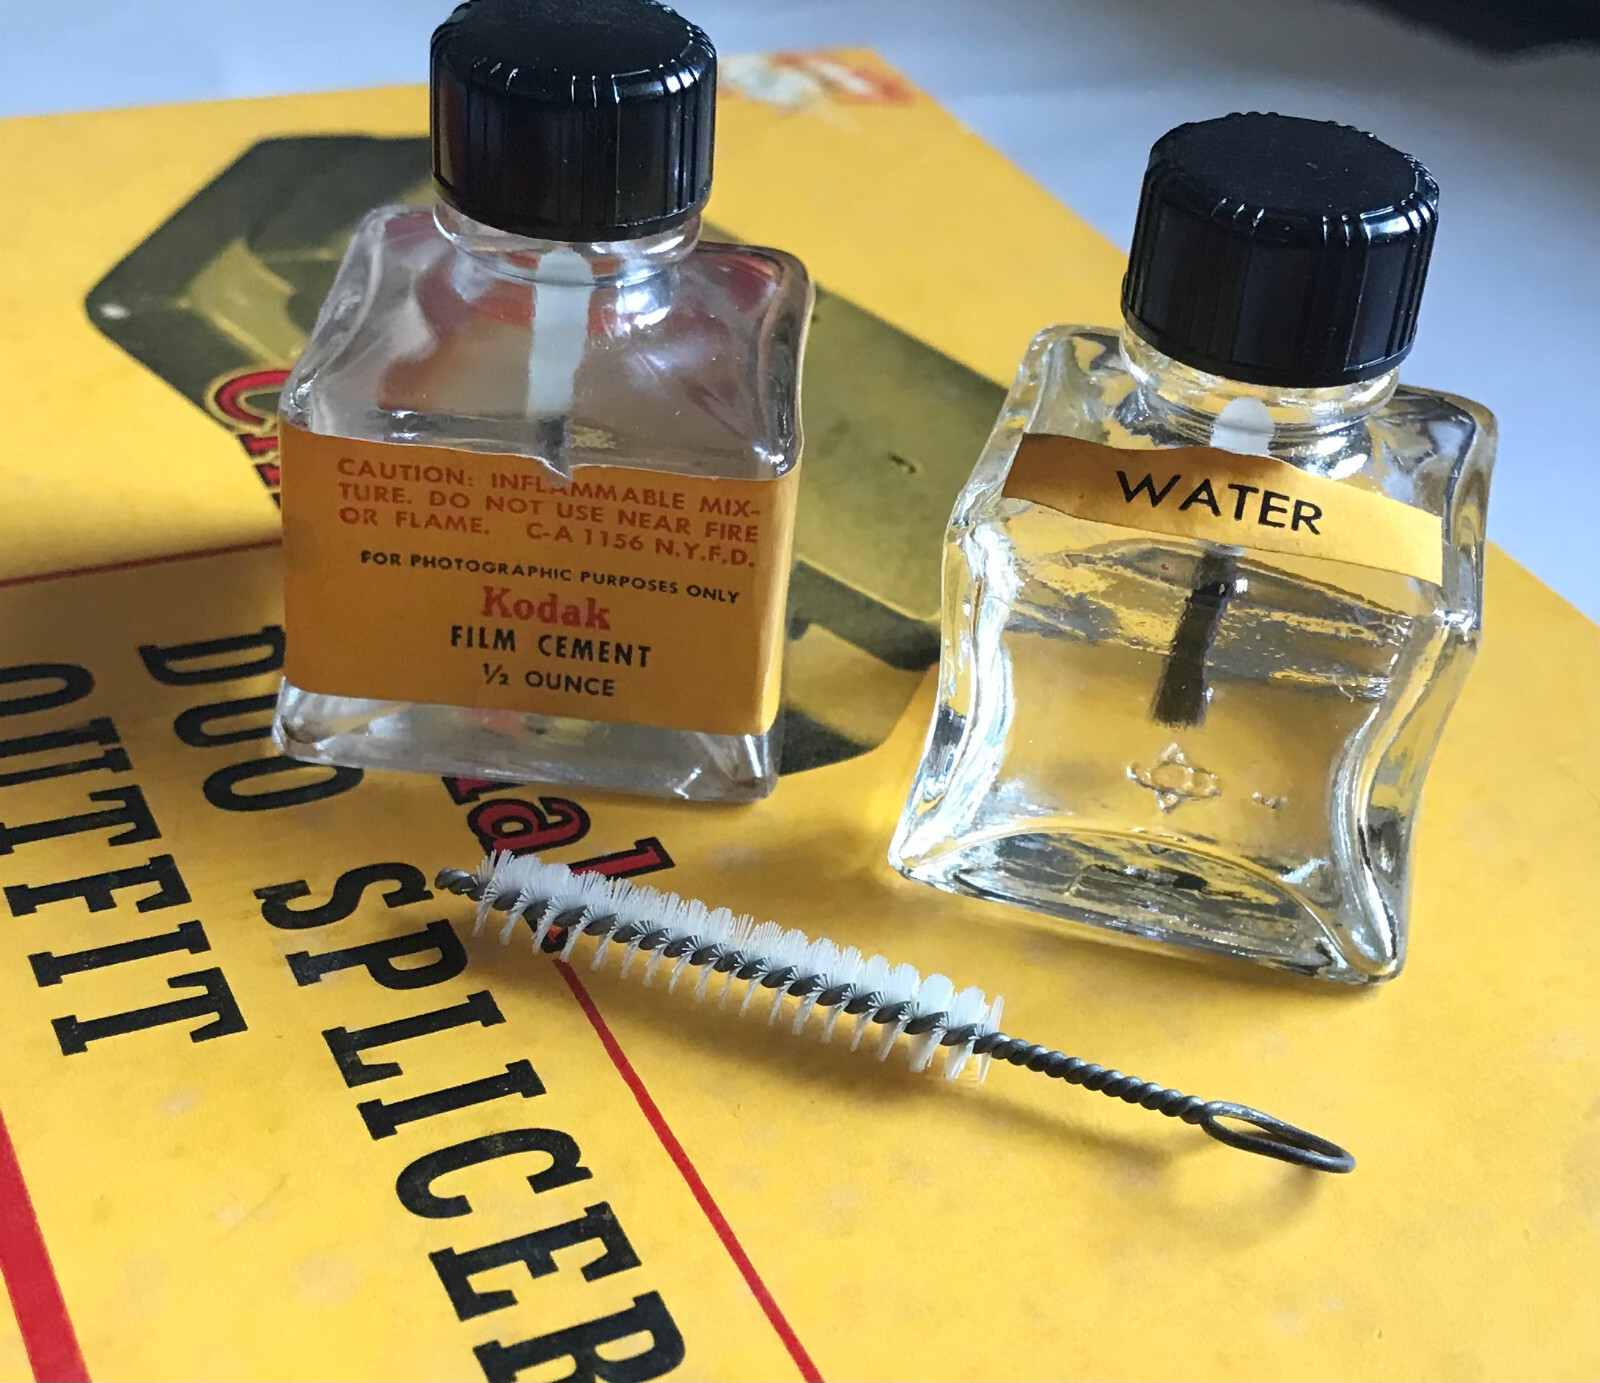 CAUTION: INFLAMMABLE MIX-
TURE. DO NOT USE NEAR FIRE
OR FLAME. C-A 1156 N.Y.F.D.
FOR PHOTOGRAPHIC PURPOSES ONLY
Kodak
FILM CEMENT
½ OUNCE
WATER
DUO SPLICER
OUTFIT